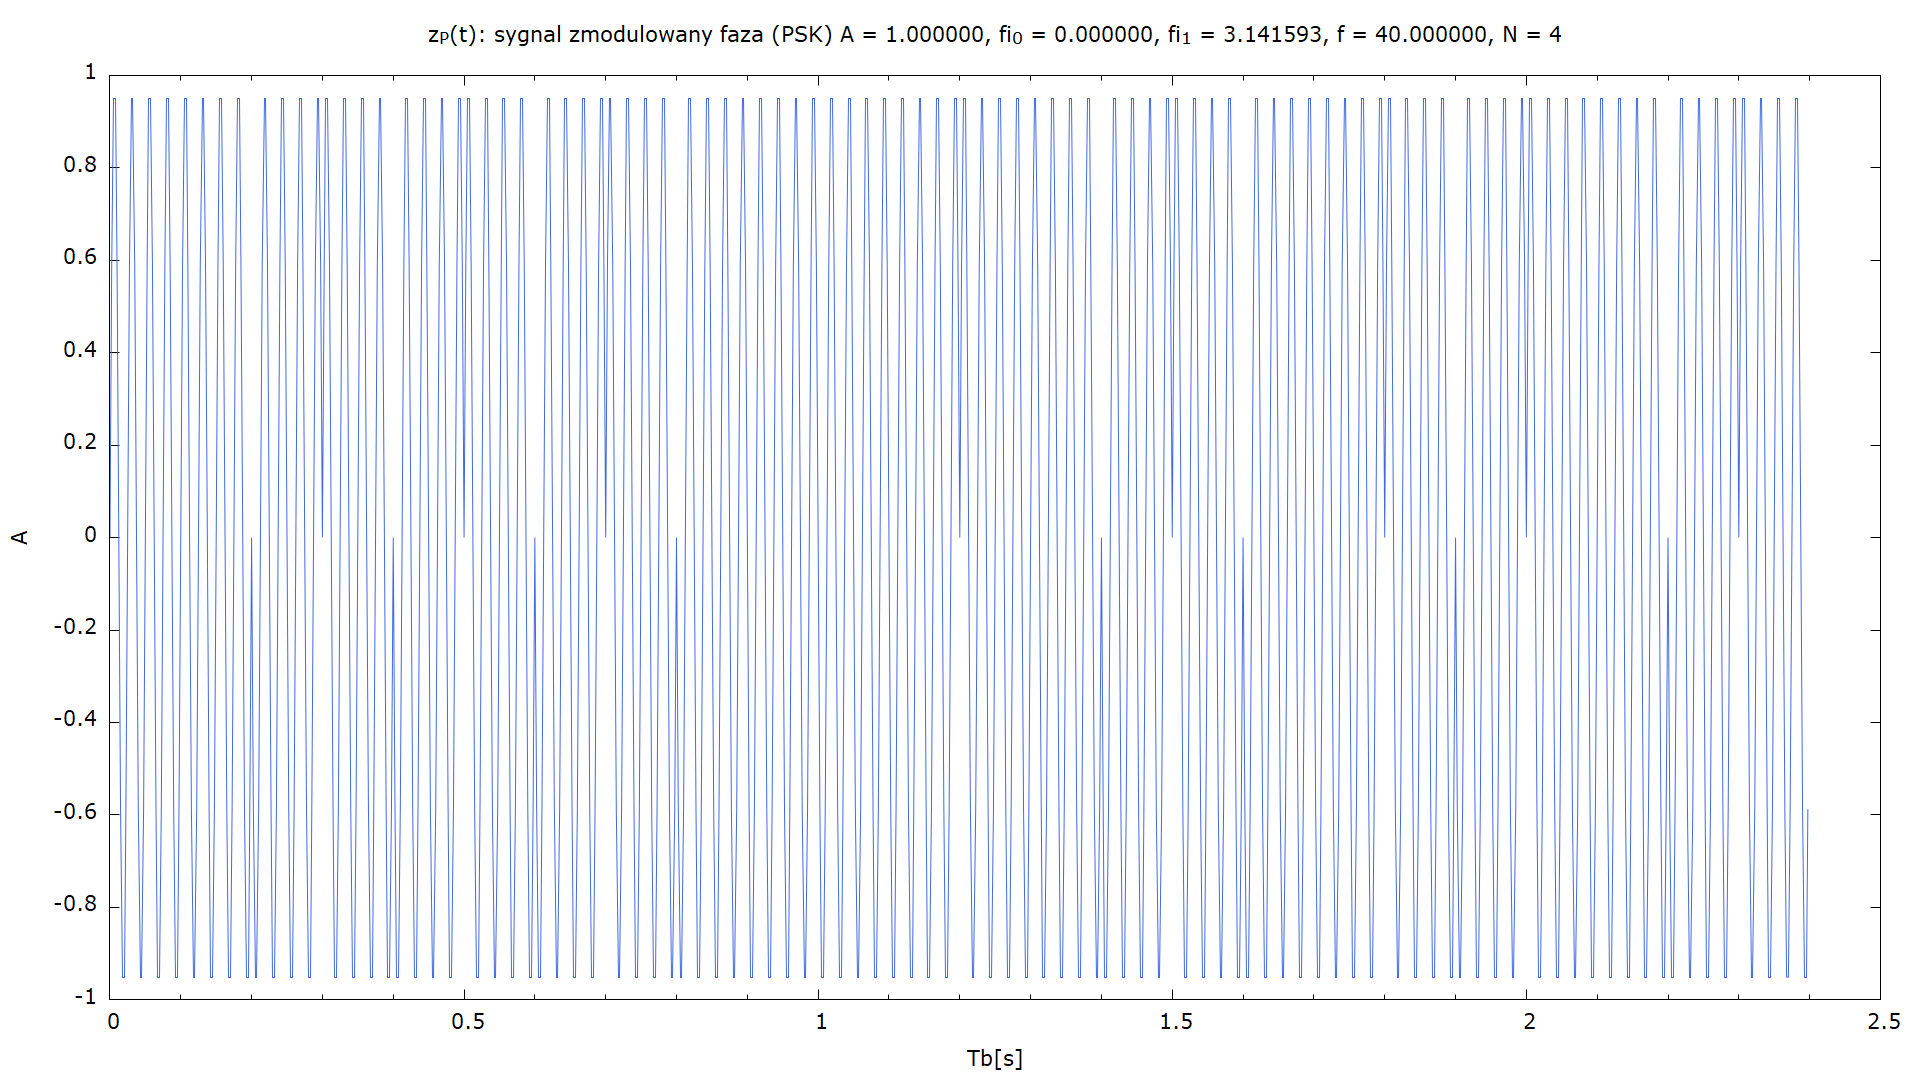 zₚ(t): sygnal zmodulowany faza (PSK) A = 1.000000, fi₀ = 0.000000, fi₁ = 3.141593, f = 40.000000, N = 4
1
0.8
0.6
0.4
0.2
0
-0.2
-0.4
-0.6
-0.8
-1
A
0 0.5 1 1.5 2 2.5
Tb[s]